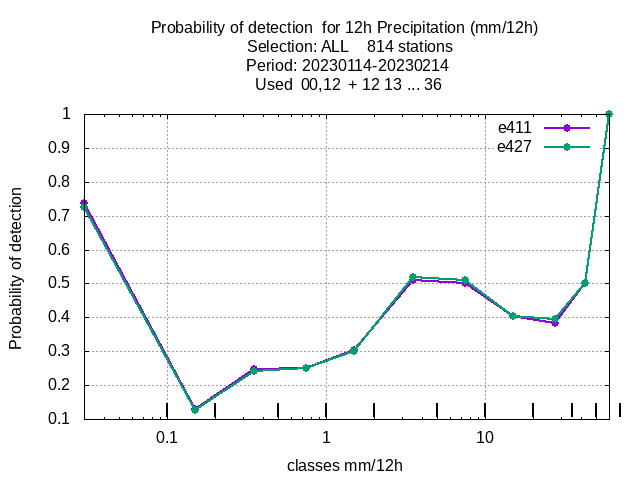 Probability of detection  for 12h Precipitation (mm/12h)
Selection: ALL    814 stations
Period: 20230114-20230214
Used  00,12  + 12 13 ... 36
e411
e427
1
0.9
0.8
0.7
0.6
0.5
0.4
0.3
0.2
0.1
Probability of detection
0.1 1 10
classes mm/12h